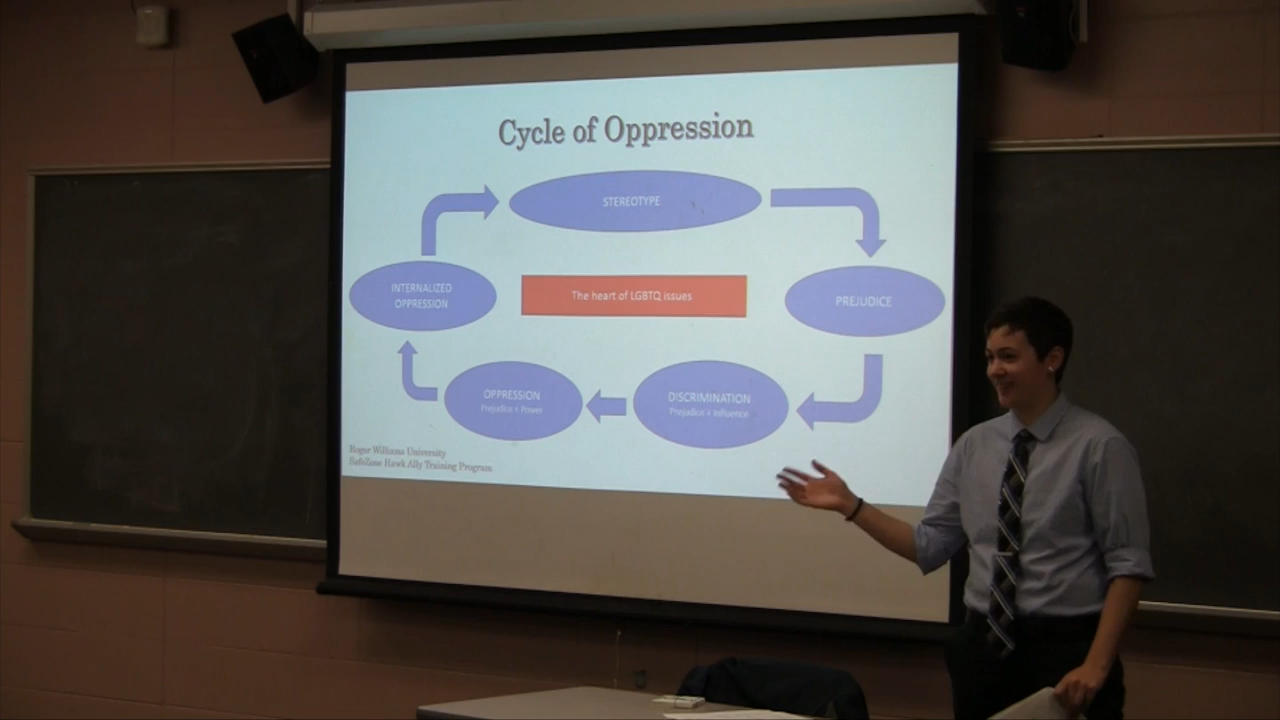 Cycle of Oppression
STEREOTYPE
INTERNALIZED
OPPRESSION
The heart of LGBTQ issues
PREJUDICE
OPPRESSION
Prejudice + Power
DISCRIMINATION
Prejudice + Influence
Roger Williams University
SafeZone Hawk Ally Training Program